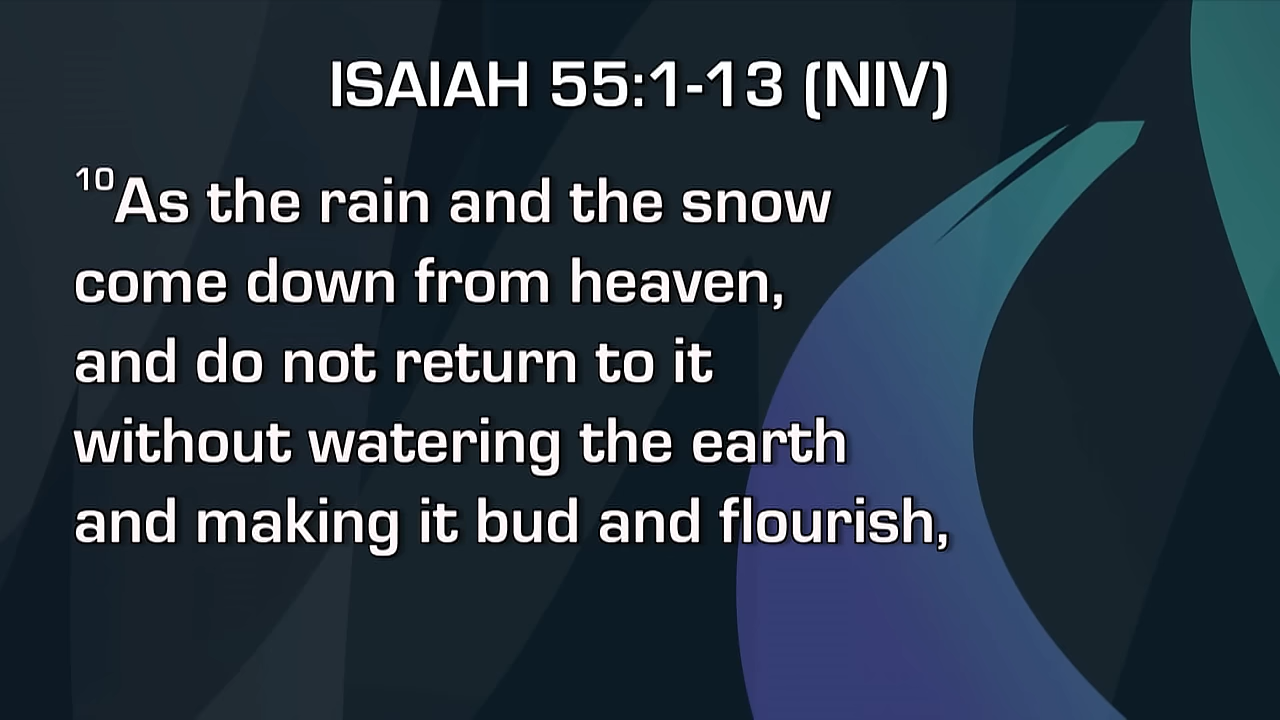 ISAIAH 55:1-13 (NIV)
10As the rain and the snow
come down from heaven,
and do not return to it
without watering the earth
and making it bud and flourish,